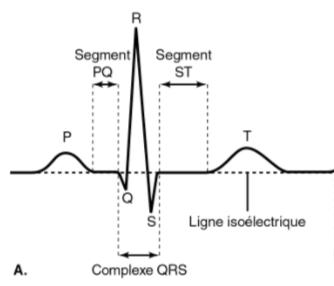 R
Segment
PQ
Segment
ST
P
T
Q
S
Ligne isoélectrique
A.
Complexe QRS